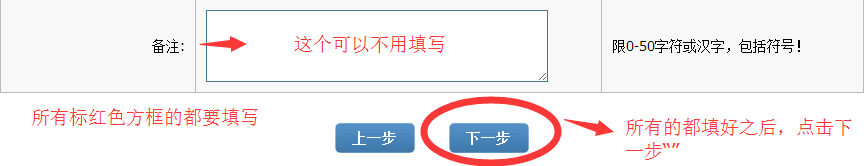 备注:
这个可以不用填写
限0-50字符或汉字，包括符号!
所有标红色方框的都要填写
上一步
下一步
所有的都填好之后，点击下
一步“”